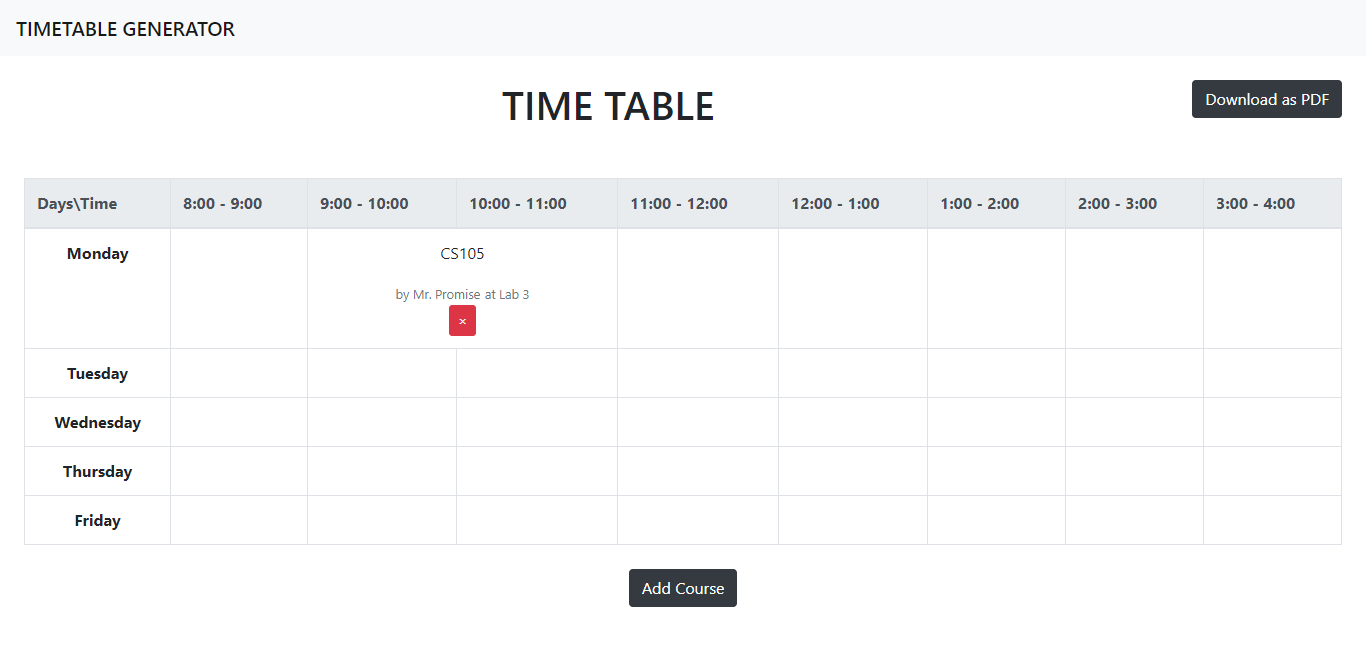 TIMETABLE GENERATOR
TIME TABLE
Download as PDF
Days\Time 8:00 - 9:00 9:00 - 10:00 10:00 - 11:00 11:00 - 12:00 12:00 - 1:00 1:00 - 2:00 2:00 - 3:00 3:00 - 4:00
Monday CS105
by Mr. Promise at Lab 3
×
Tuesday
Wednesday
Thursday
Friday
Add Course